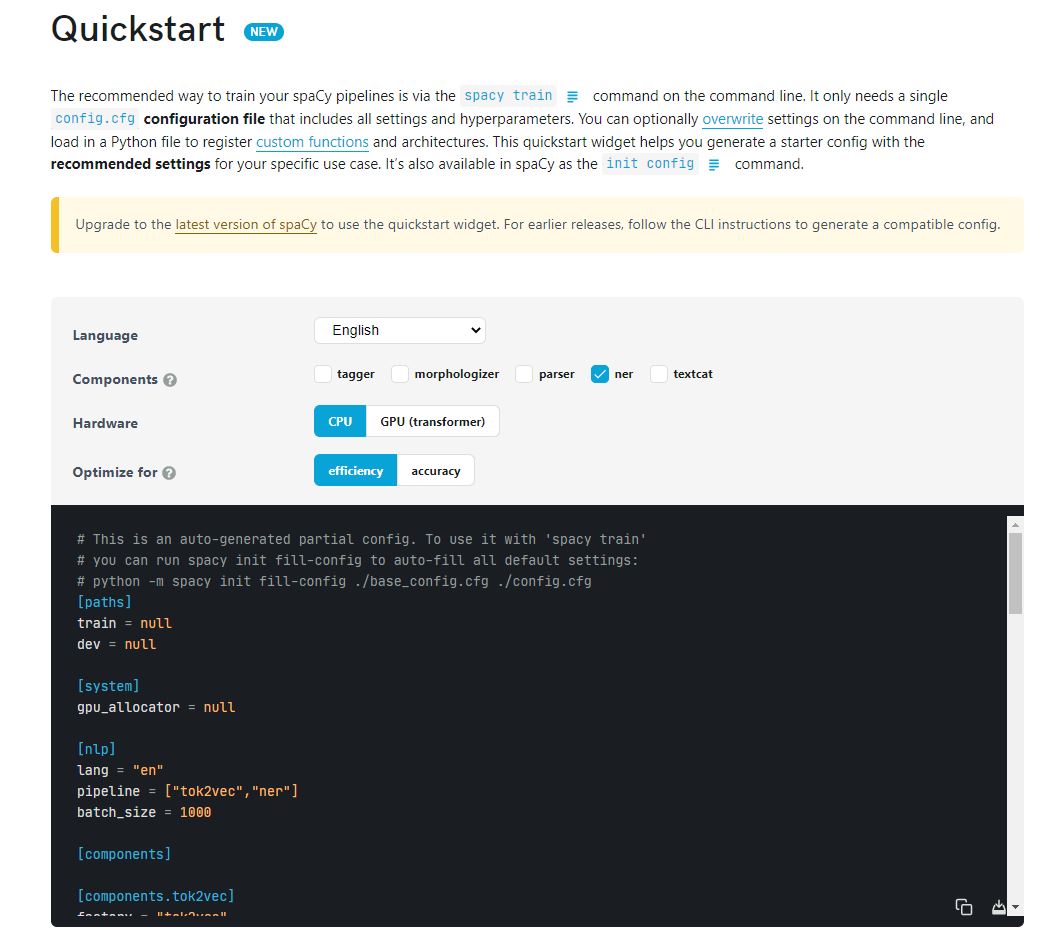 Quickstart NEW
The recommended way to train your spaCy pipelines is via the spacy train command on the command line. It only needs a single
config.cfg configuration file that includes all settings and hyperparameters. You can optionally overwrite settings on the command line, and
load in a Python file to register custom functions and architectures. This quickstart widget helps you generate a starter config with the
recommended settings for your specific use case. It’s also available in spaCy as the init config command.
Upgrade to the latest version of spaCy to use the quickstart widget. For earlier releases, follow the CLI instructions to generate a compatible config.
Language English
Components ? tagger morphologizer parser ner textcat
Hardware CPU GPU (transformer)
Optimize for ? efficiency accuracy
# This is an auto-generated partial config. To use it with 'spacy train'
# you can run spacy init fill-config to auto-fill all default settings:
# python -m spacy init fill-config ./base_config.cfg ./config.cfg
[paths]
train = null
dev = null
[system]
gpu_allocator = null
[nlp]
lang = "en"
pipeline = ["tok2vec","ner"]
batch_size = 1000
[components]
[components.tok2vec]
factory = "tok2vec"